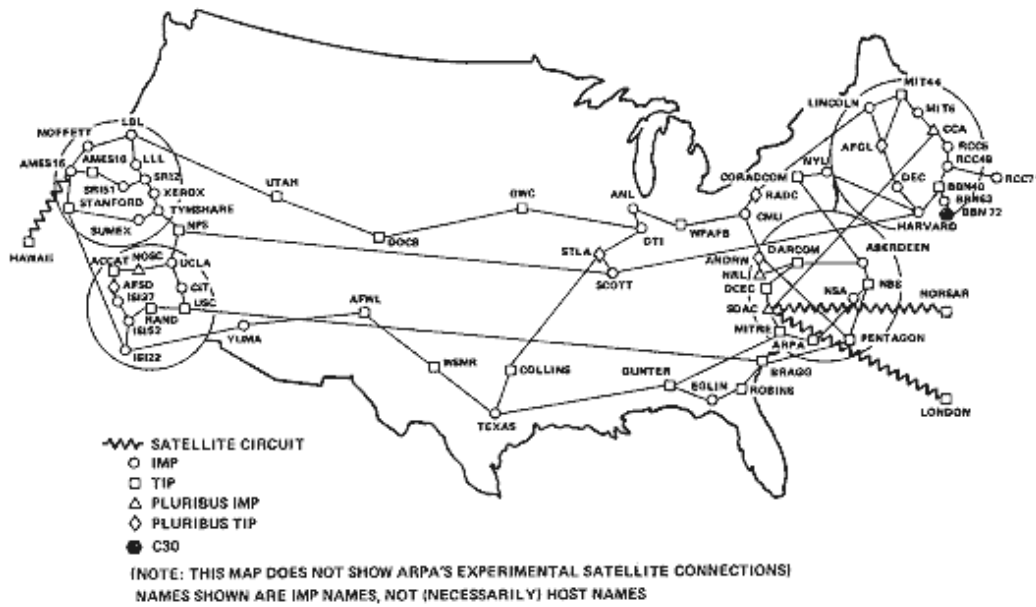 MIT44
LINCOLN
MIT6
CCA
MOFFETT
LBL
AFGL
RCC5
AMES15
LLL
NYU
RCC49
SRI2
DEC
RCC71
SRI51
UTAH
GWC
ANL
CORADCOM
RADC
BBN40
STANFORD
XEROX
BBN63
TYMSHARE
CMU
BBN72
SUMEX
NPS
WPAFB
HARVARD
DTI
DOCB
HAWAII
STLA
DARCOM
ABERDEEN
ANDRW
ACCAT
NOSC
UCLA
NRL
SCOTT
DCEC
NBS
AFSD
CIT
NSA
ISI27
AFWL
SDAC
NORSAR
RAND
USC
ISI52
MITRE
YUMA
ARPA
PENTAGON
ISI22
WSMR
COLLINS
GUNTER
BRAGG
EGLIN
ROBINS
TEXAS
LONDON
SATELLITE CIRCUIT
IMP
TIP
PLURIBUS IMP
PLURIBUS TIP
C30
(NOTE: THIS MAP DOES NOT SHOW ARPA'S EXPERIMENTAL SATELLITE CONNECTIONS)
NAMES SHOWN ARE IMP NAMES, NOT (NECESSARILY) HOST NAMES